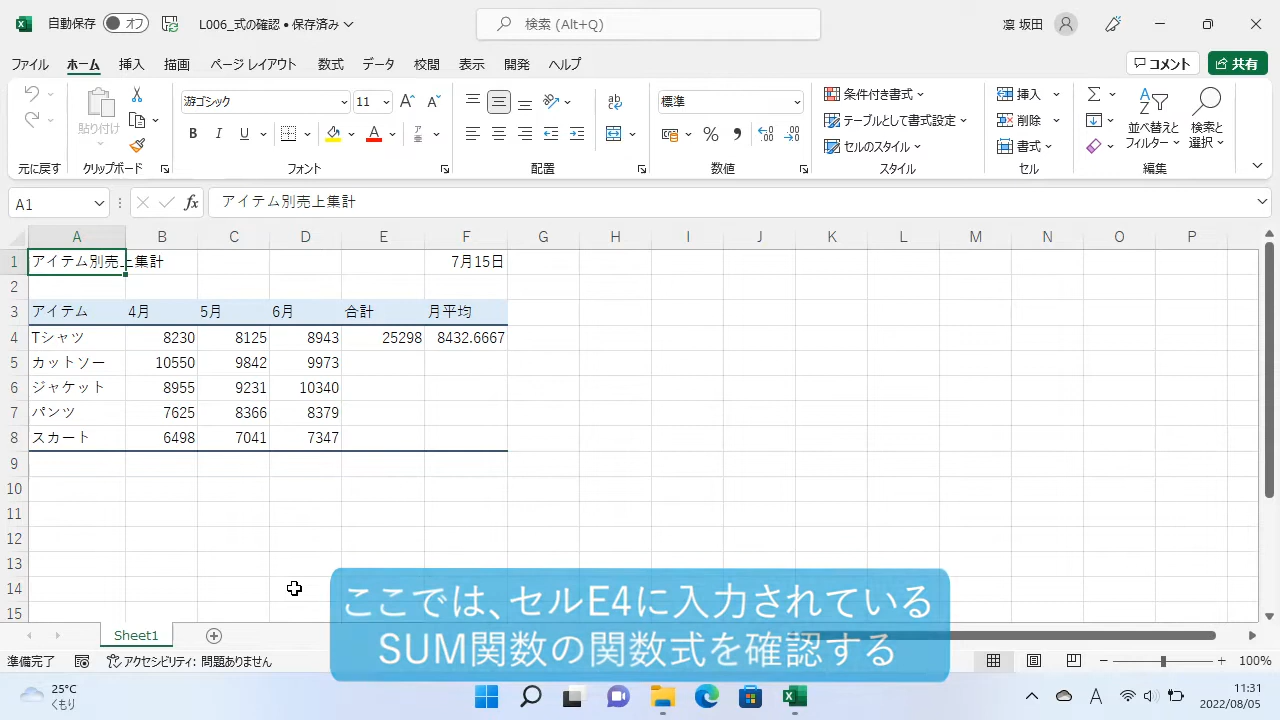 自動保存 オフ L006_式の確認 • 保存済み 検索 (Alt+Q) 凛 坂田
ファイル ホーム 挿入 描画 ページ レイアウト 数式 データ 校閲 表示 開発 ヘルプ コメント 共有
貼り付け 游ゴシック 11 標準 条件付き書式 挿入
B I U テーブルとして書式設定 削除 並べ替えと フィルター 検索と 選択
セルのスタイル 書式
元に戻す クリップボード フォント 配置 数値 スタイル セル 編集
A1 fx アイテム別売上集計
A B C D E F G H I J K L M N O P
1 アイテム別売上集計 7月15日
2
3 アイテム 4月 5月 6月 合計 月平均
4 Tシャツ 8230 8125 8943 25298 8432.6667
5 カットソー 10550 9842 9973
6 ジャケット 8955 9231 10340
7 パンツ 7625 8366 8379
8 スカート 6498 7041 7347
9
10
11
12
13
14
15
ここでは、セルE4に入力されている
SUM関数の関数式を確認する
Sheet1
準備完了 アクセシビリティ: 問題ありません 100%
25°C
くもり
A 11:31
2022/08/05